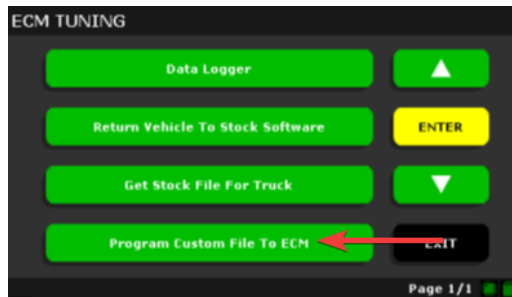 ECM TUNING
Data Logger
Return Vehicle To Stock Software
ENTER
Get Stock File For Truck
Program Custom File To ECM
EXIT
Page 1/1